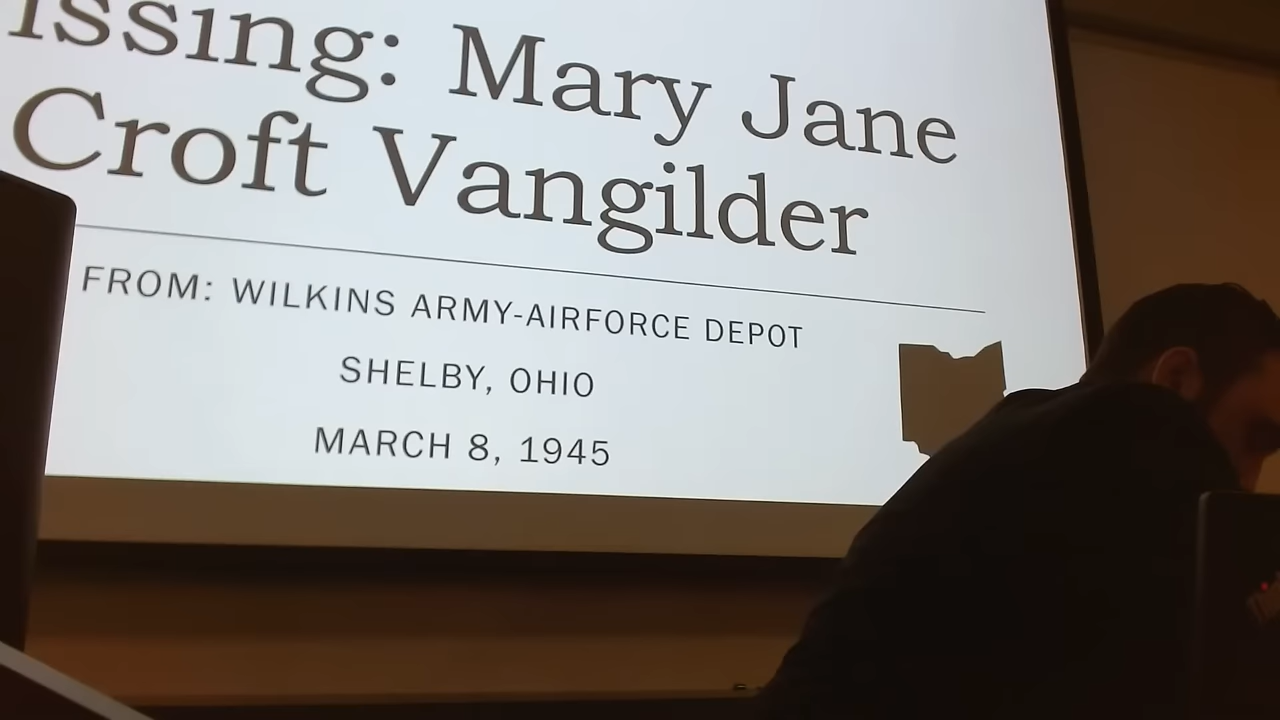 issing: Mary Jane
Croft Vangilder
FROM: WILKINS ARMY-AIRFORCE DEPOT
SHELBY, OHIO
MARCH 8, 1945